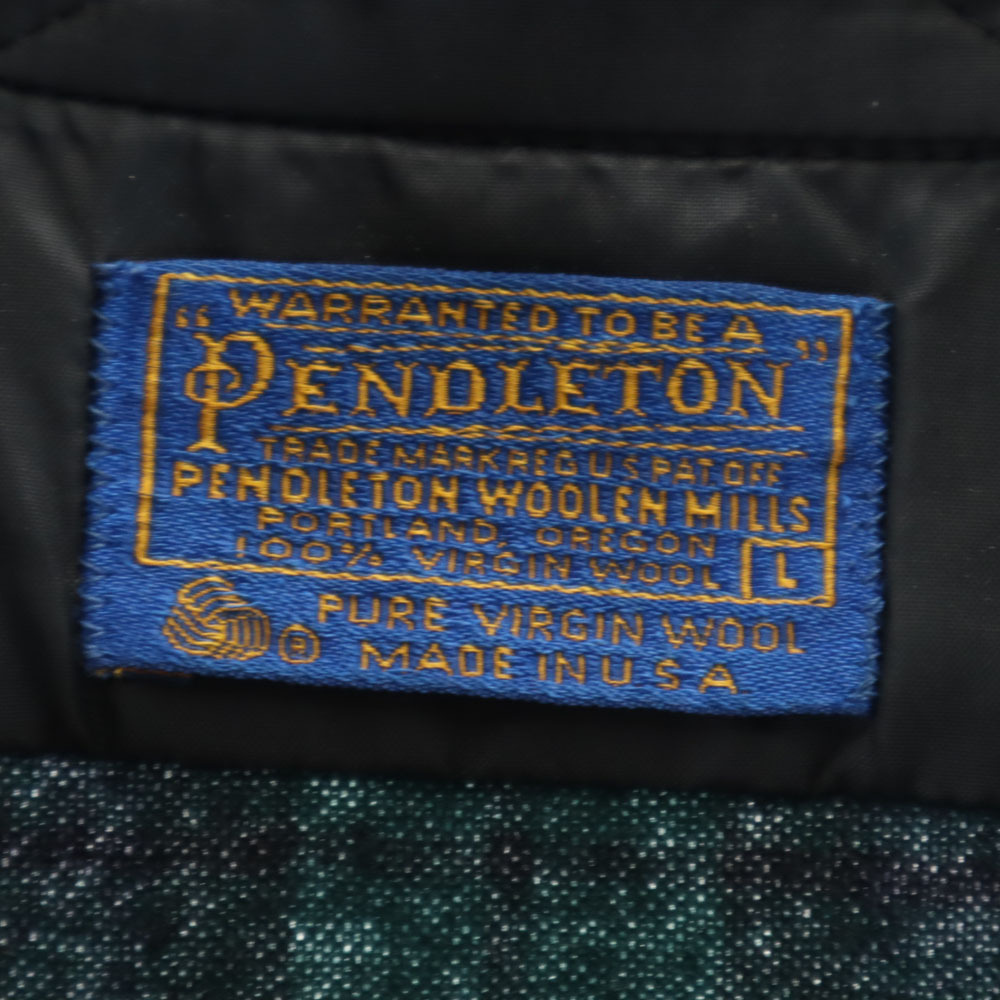 WARRANTED TO BE A
"PENDLETON"
TRADE MARK REG U S PAT. OFF
PENDLETON WOOLEN MILLS
PORTLAND, OREGON
100% VIRGIN WOOL L
PURE VIRGIN WOOL
® MADE IN U S A